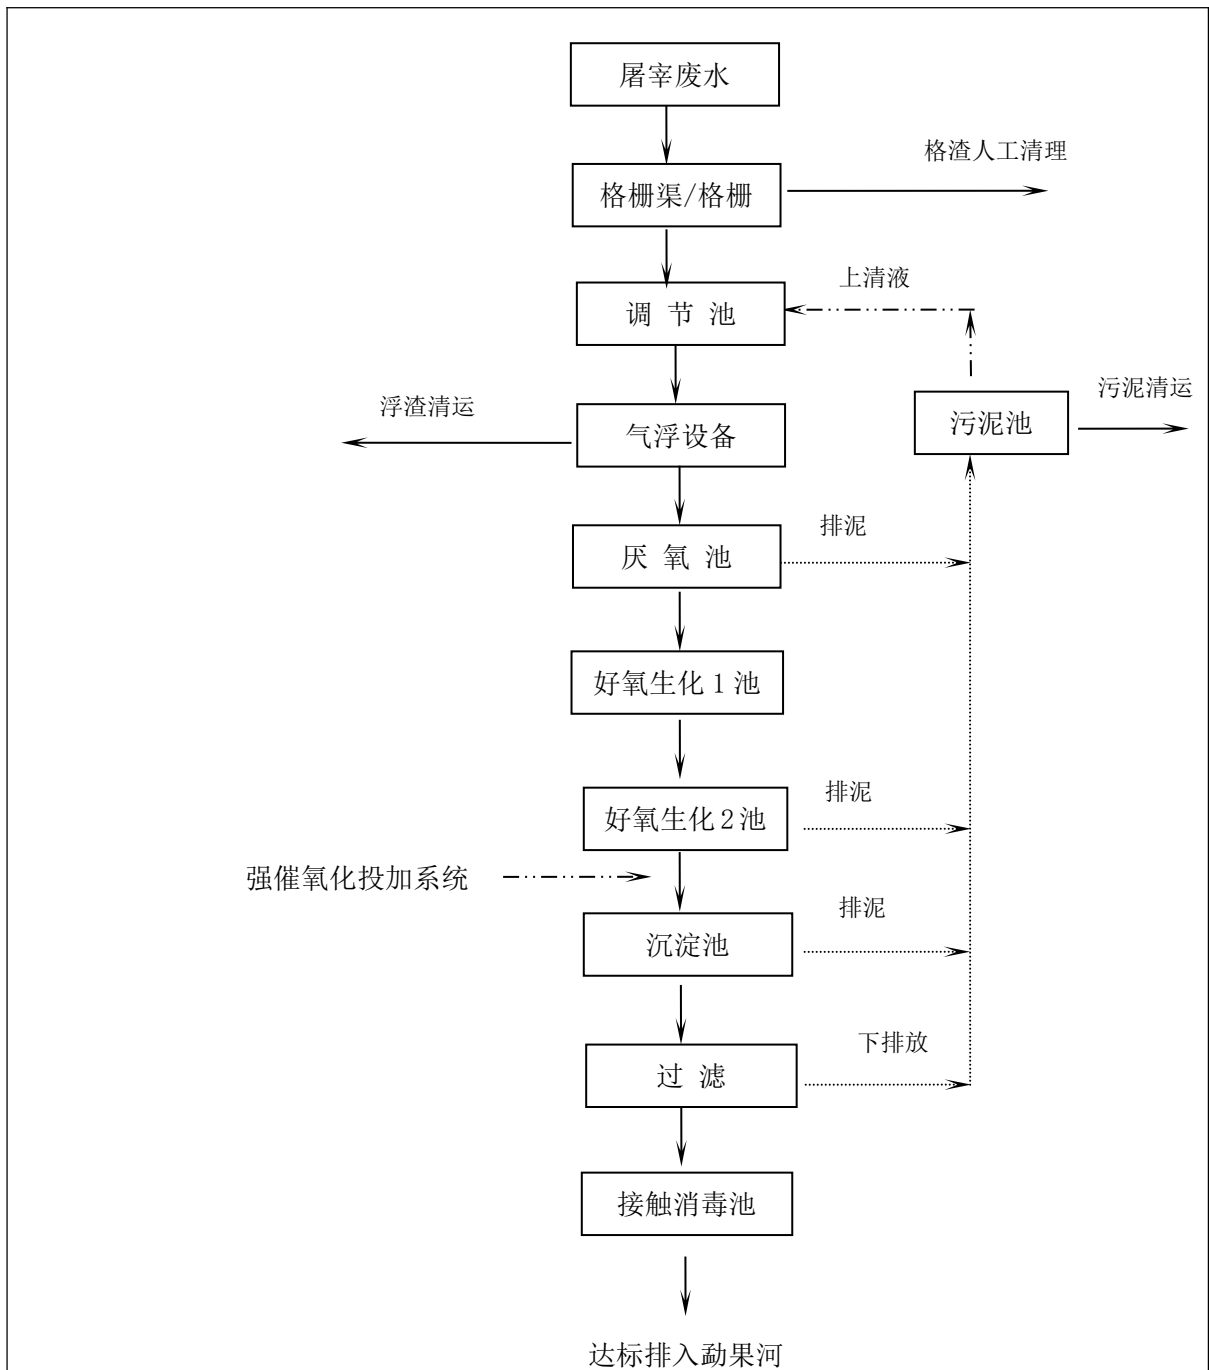 屠宰废水
格渣人工清理
格栅渠/格栅
上清液
调 节 池
浮渣清运
污泥清运
气浮设备
污泥池
排泥
厌 氧 池
好氧生化 1 池
排泥
好氧生化2池
强催氧化投加系统
排泥
沉淀池
下排放
过 滤
接触消毒池
达标排入勐果河